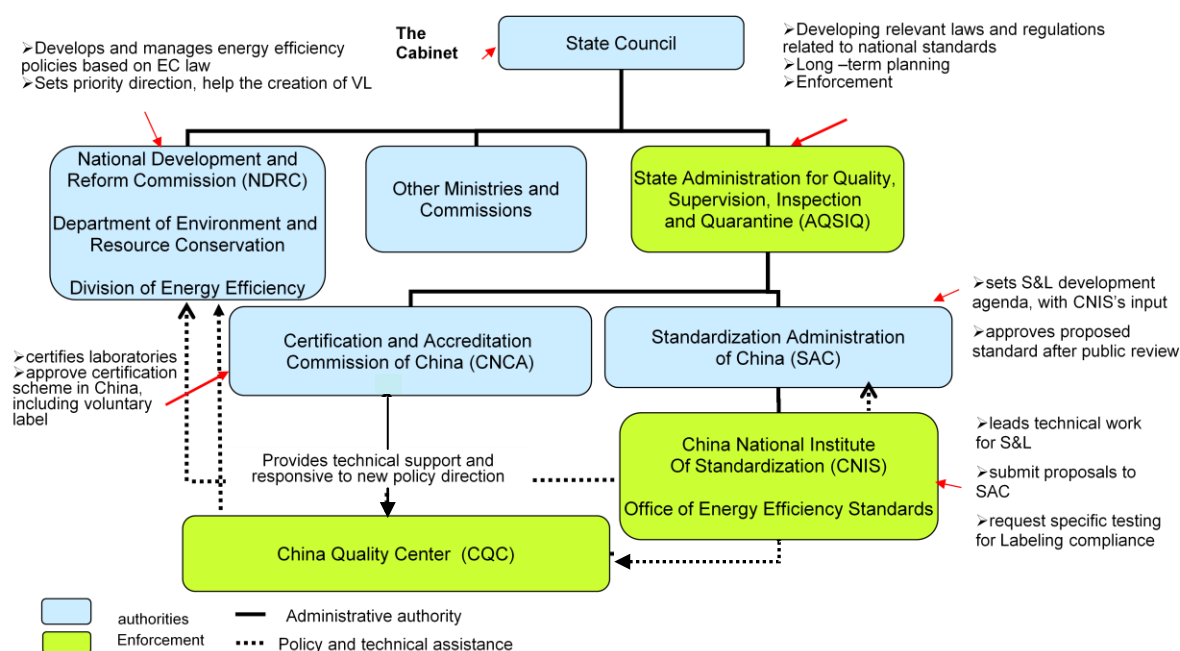 The
Cabinet
State Council
➢Develops and manages energy efficiency
policies based on EC law
➢Sets priority direction, help the creation of VL
➢Developing relevant laws and regulations
related to national standards
➢Long –term planning
➢Enforcement
National Development and
Reform Commission (NDRC)
Department of Environment and
Resource Conservation
Division of Energy Efficiency
Other Ministries and
Commissions
State Administration for Quality,
Supervision, Inspection
and Quarantine (AQSIQ)
➢certifies laboratories
➢approve certification
scheme in China,
including voluntary
label
Certification and Accreditation
Commission of China (CNCA)
Standardization Administration
of China (SAC)
➢sets S&L development
agenda, with CNIS's input
➢approves proposed
standard after public review
Provides technical support and
responsive to new policy direction
China National Institute
Of Standardization (CNIS)
Office of Energy Efficiency Standards
➢leads technical work
for S&L
➢submit proposals to
SAC
➢request specific testing
for Labeling compliance
China Quality Center (CQC)
authorities
Enforcement
Administrative authority
Policy and technical assistance